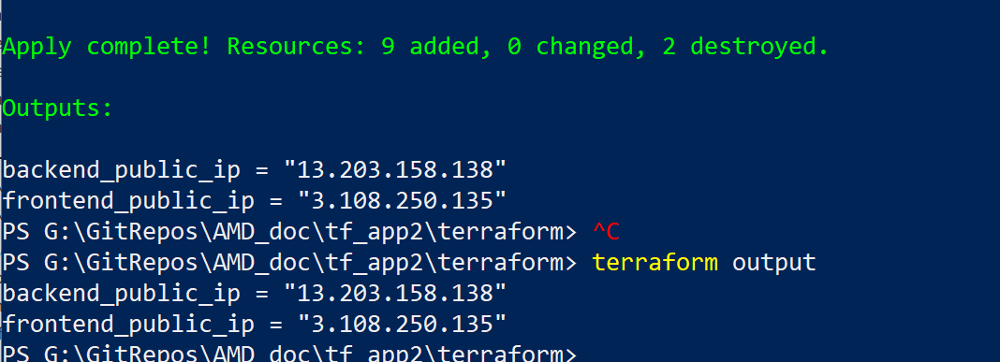 Apply complete! Resources: 9 added, 0 changed, 2 destroyed.
Outputs:
backend_public_ip = "13.203.158.138"
frontend_public_ip = "3.108.250.135"
PS G:\GitRepos\AMD_doc\tf_app2\terraform> ^C
PS G:\GitRepos\AMD_doc\tf_app2\terraform> terraform output
backend_public_ip = "13.203.158.138"
frontend_public_ip = "3.108.250.135"
PS G:\GitRepos\AMD_doc\tf_app2\terraform>